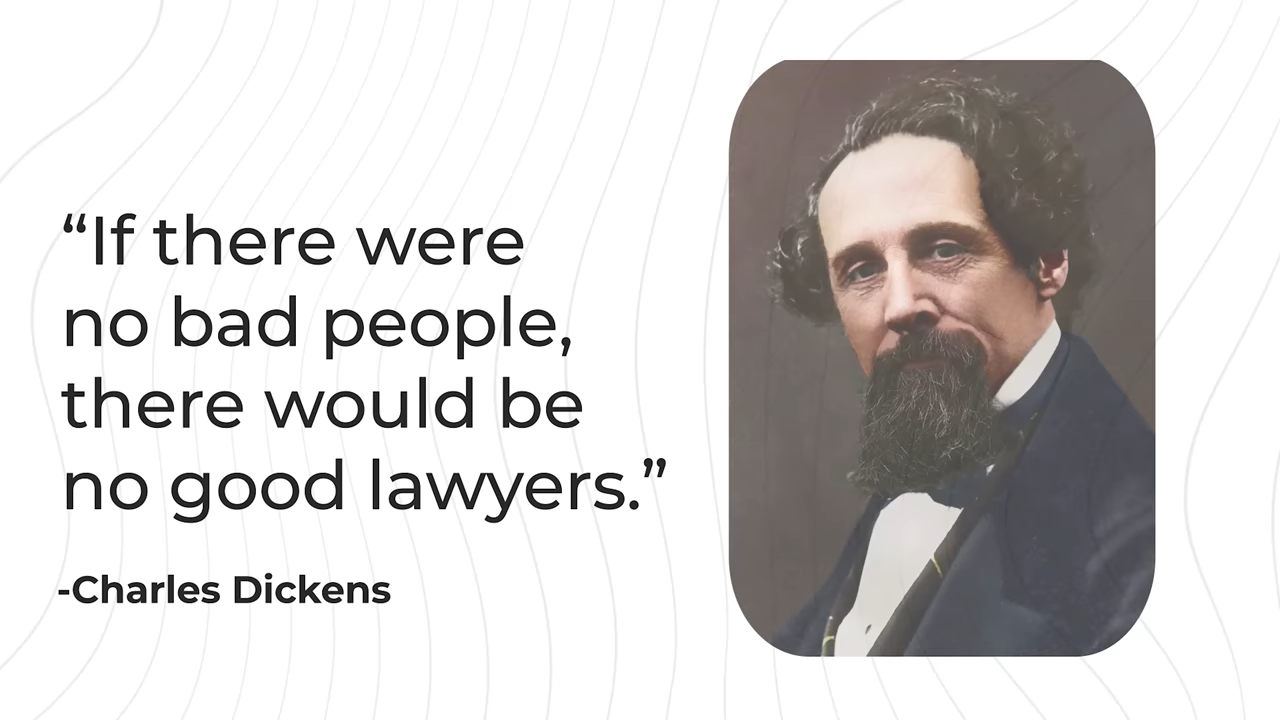 “If there were
no bad people,
there would be
no good lawyers.”
-Charles Dickens